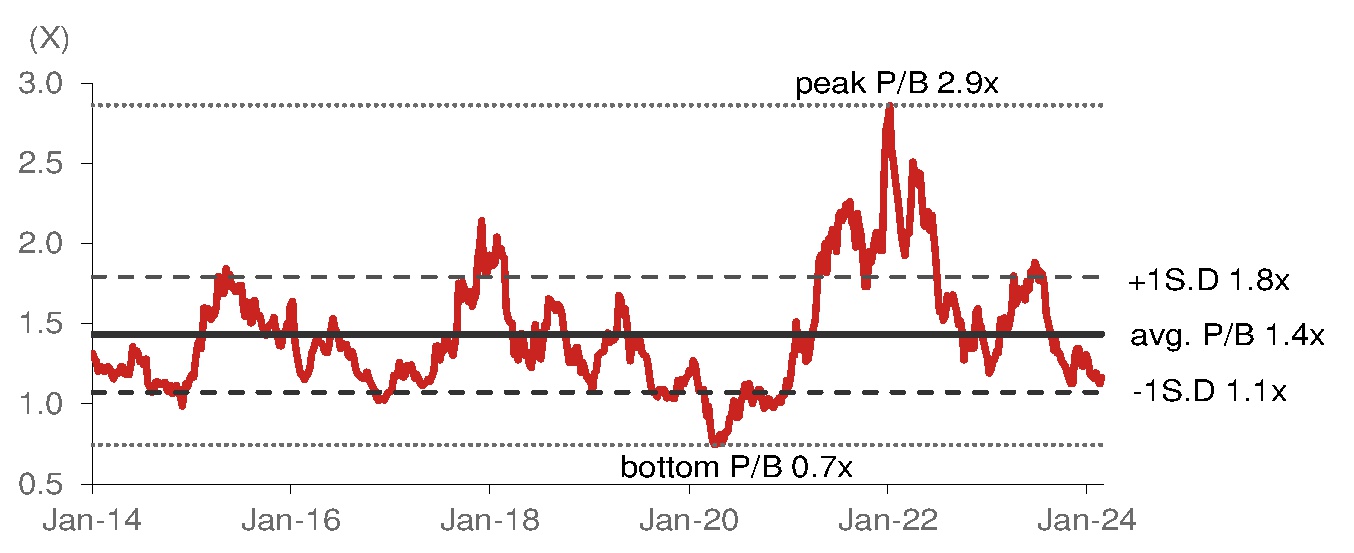 (X)
3.0
peak P/B 2.9x
2.5
2.0
+1S.D 1.8x
1.5
avg. P/B 1.4x
-1S.D 1.1x
1.0
bottom P/B 0.7x
0.5
Jan-14 Jan-16 Jan-18 Jan-20 Jan-22 Jan-24